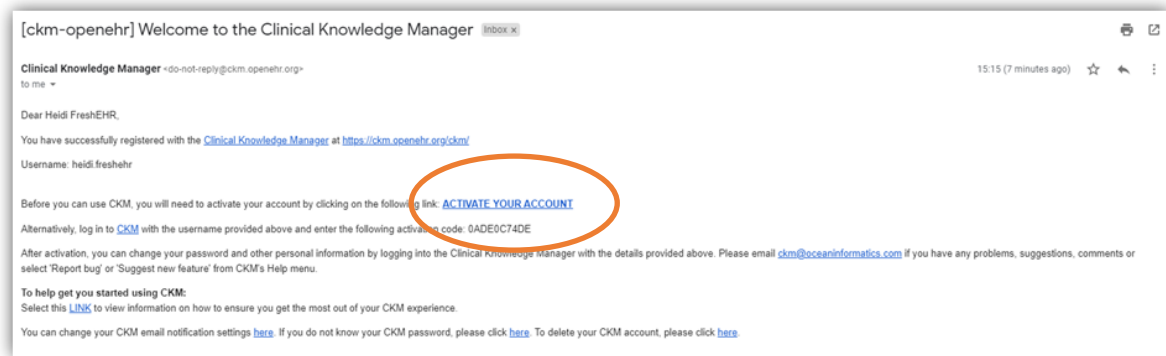 [ckm-openehr] Welcome to the Clinical Knowledge Manager Inbox x
Clinical Knowledge Manager <do-not-reply@ckm.openehr.org> 15:15 (7 minutes ago)
to me
Dear Heidi FreshEHR,
You have successfully registered with the Clinical Knowledge Manager at https://ckm.openehr.org/ckm/
Username: heidi.freshehr
Before you can use CKM, you will need to activate your account by clicking on the following link: ACTIVATE YOUR ACCOUNT
Alternatively, log in to CKM with the username provided above and enter the following activation code: 0ADE0C74DE
After activation, you can change your password and other personal information by logging into the Clinical Knowledge Manager with the details provided above. Please email ckm@oceaninformatics.com if you have any problems, suggestions, comments or
select 'Report bug' or 'Suggest new feature' from CKM's Help menu.
To help get you started using CKM:
Select this LINK to view information on how to ensure you get the most out of your CKM experience.
You can change your CKM email notification settings here. If you do not know your CKM password, please click here. To delete your CKM account, please click here.